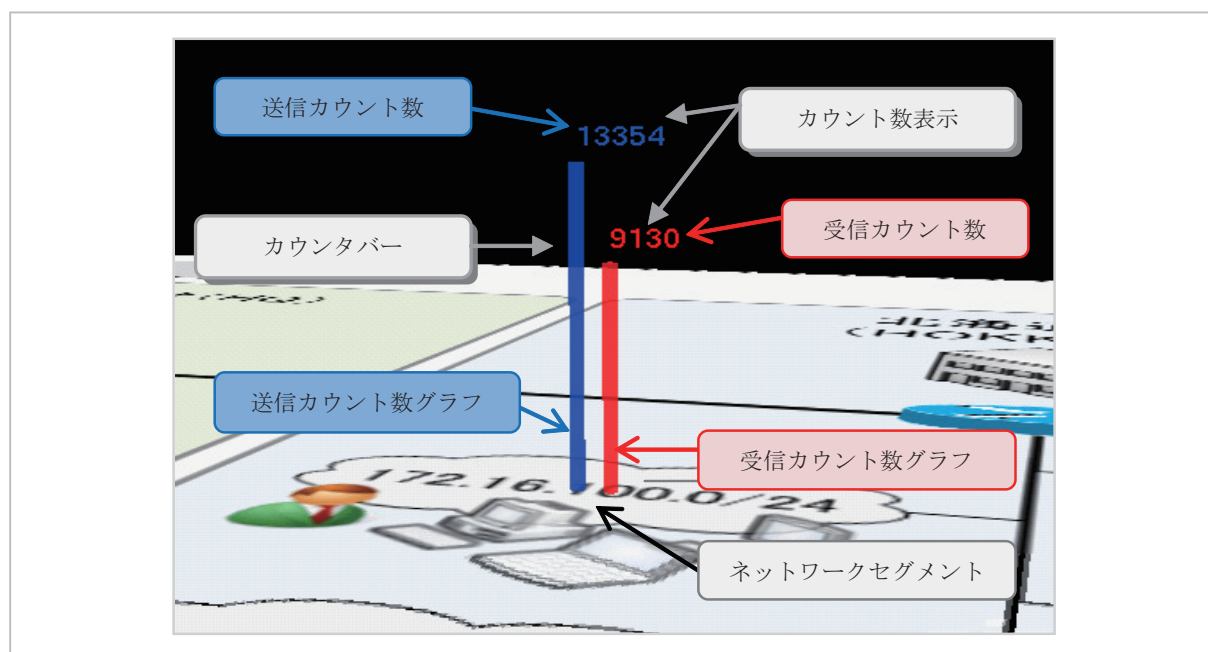 送信カウント数
カウント数表示
13354
受信カウント数
9130
カウンタバー
送信カウント数グラフ
受信カウント数グラフ
172.16.100.0/24
ネットワークセグメント